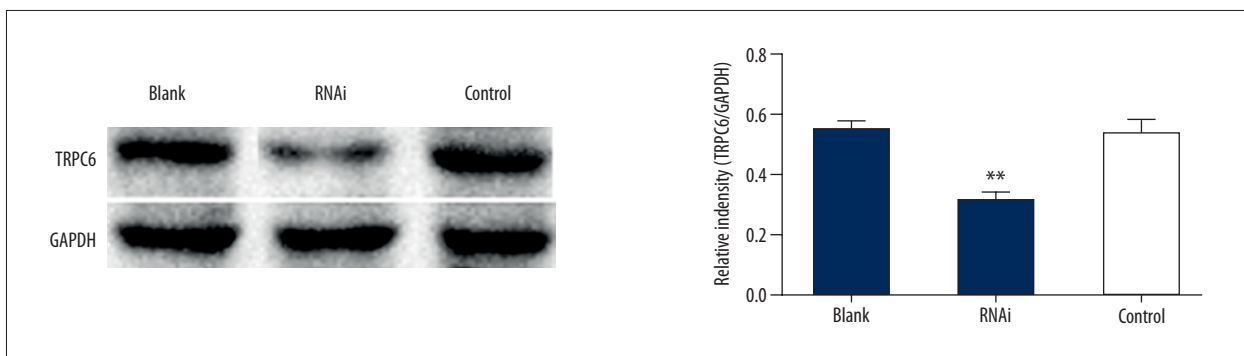 Blank RNAi Control
TRPC6
GAPDH
Relative indensity (TRPC6/GAPDH)
0.8
0.6
0.4
0.2
0.0
**
Blank RNAi Control